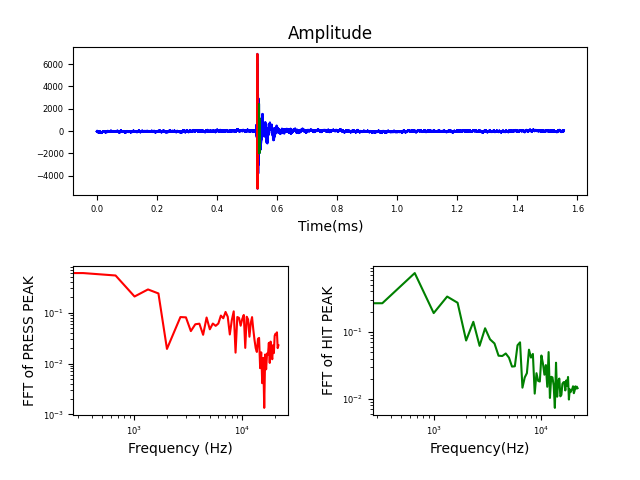 Amplitude
6000
4000
2000
0
−2000
−4000
0.0 0.2 0.4 0.6 0.8 1.0 1.2 1.4 1.6
Time(ms)
FFT of PRESS PEAK
10⁻¹
10⁻²
10⁻³
10³ 10⁴
Frequency (Hz)
FFT of HIT PEAK
10⁻¹
10⁻²
10³ 10⁴
Frequency(Hz)